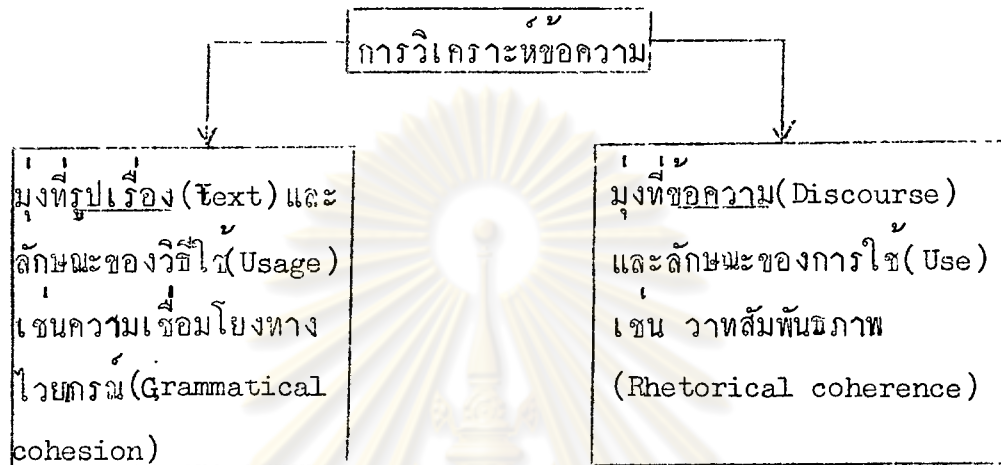 การวิเคราะห์ข้อความ
มุ่งที่รูปเรื่อง(Text)และ
ลักษณะของวิธีใช้(Usage)
เช่นความเชื่อมโยงทาง
ไวยกรณ์(Grammatical
cohesion)
มุ่งที่ข้อความ(Discourse)
และลักษณะของการใช้(Use)
เช่น วาทสัมพันธภาพ
(Rhetorical coherence)